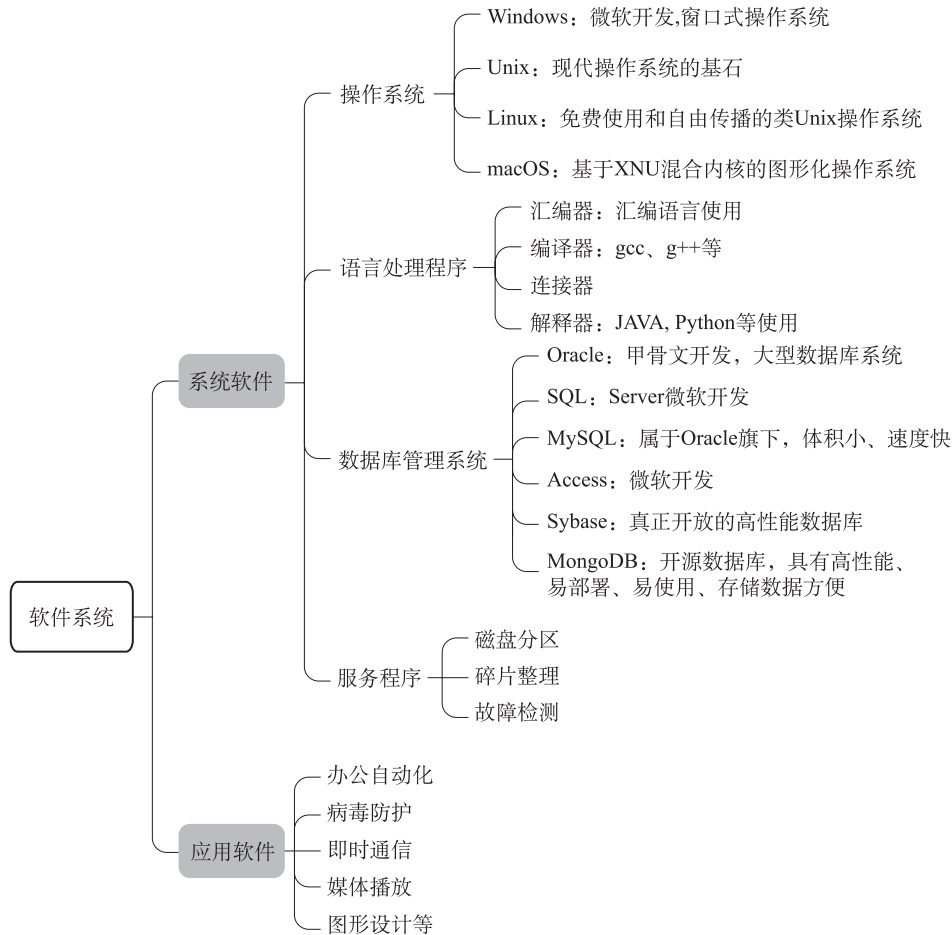 软件系统
系统软件
操作系统
Windows：微软开发,窗口式操作系统
Unix：现代操作系统的基石
Linux：免费使用和自由传播的类Unix操作系统
macOS：基于XNU混合内核的图形化操作系统
语言处理程序
汇编器：汇编语言使用
编译器：gcc、g++等
连接器
解释器：JAVA, Python等使用
数据库管理系统
Oracle：甲骨文开发，大型数据库系统
SQL：Server微软开发
MySQL：属于Oracle旗下，体积小、速度快
Access：微软开发
Sybase：真正开放的高性能数据库
MongoDB：开源数据库，具有高性能、
易部署、易使用、存储数据方便
服务程序
磁盘分区
碎片整理
故障检测
应用软件
办公自动化
病毒防护
即时通信
媒体播放
图形设计等